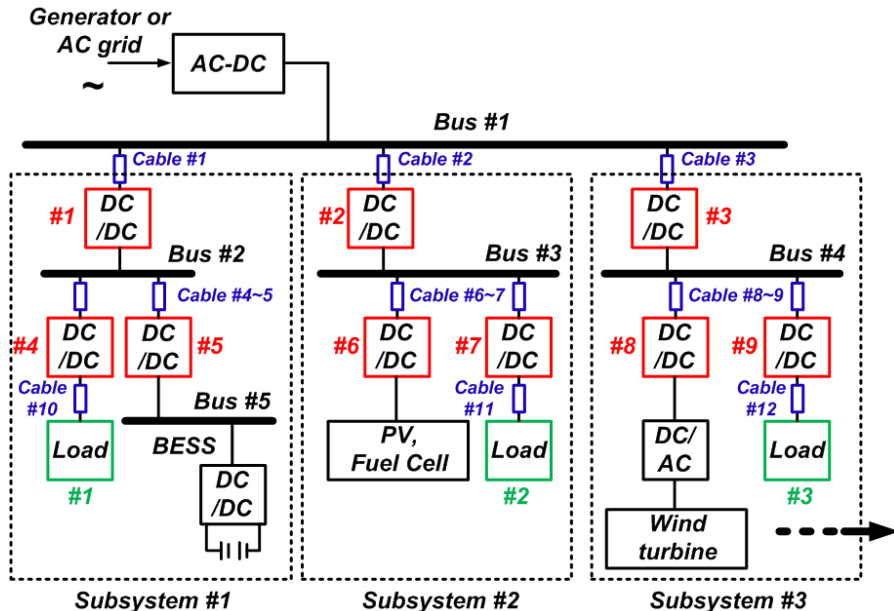 Generator or
AC grid
~
AC-DC
Bus #1
Cable #1
Cable #2
Cable #3
#1
DC
/DC
#2
DC
/DC
DC
/DC
#3
Bus #2
Bus #3
Bus #4
Cable #4~5
Cable #6~7
Cable #8~9
#4
DC
/DC
DC
/DC
#5
#6
DC
/DC
#7
DC
/DC
#8
DC
/DC
#9
DC
/DC
Cable
#10
Bus #5
Cable
#11
Cable
#12
Load
#1
BESS
DC
/DC
PV,
Fuel Cell
Load
#2
DC/
AC
Load
#3
Wind
turbine
Subsystem #1
Subsystem #2
Subsystem #3